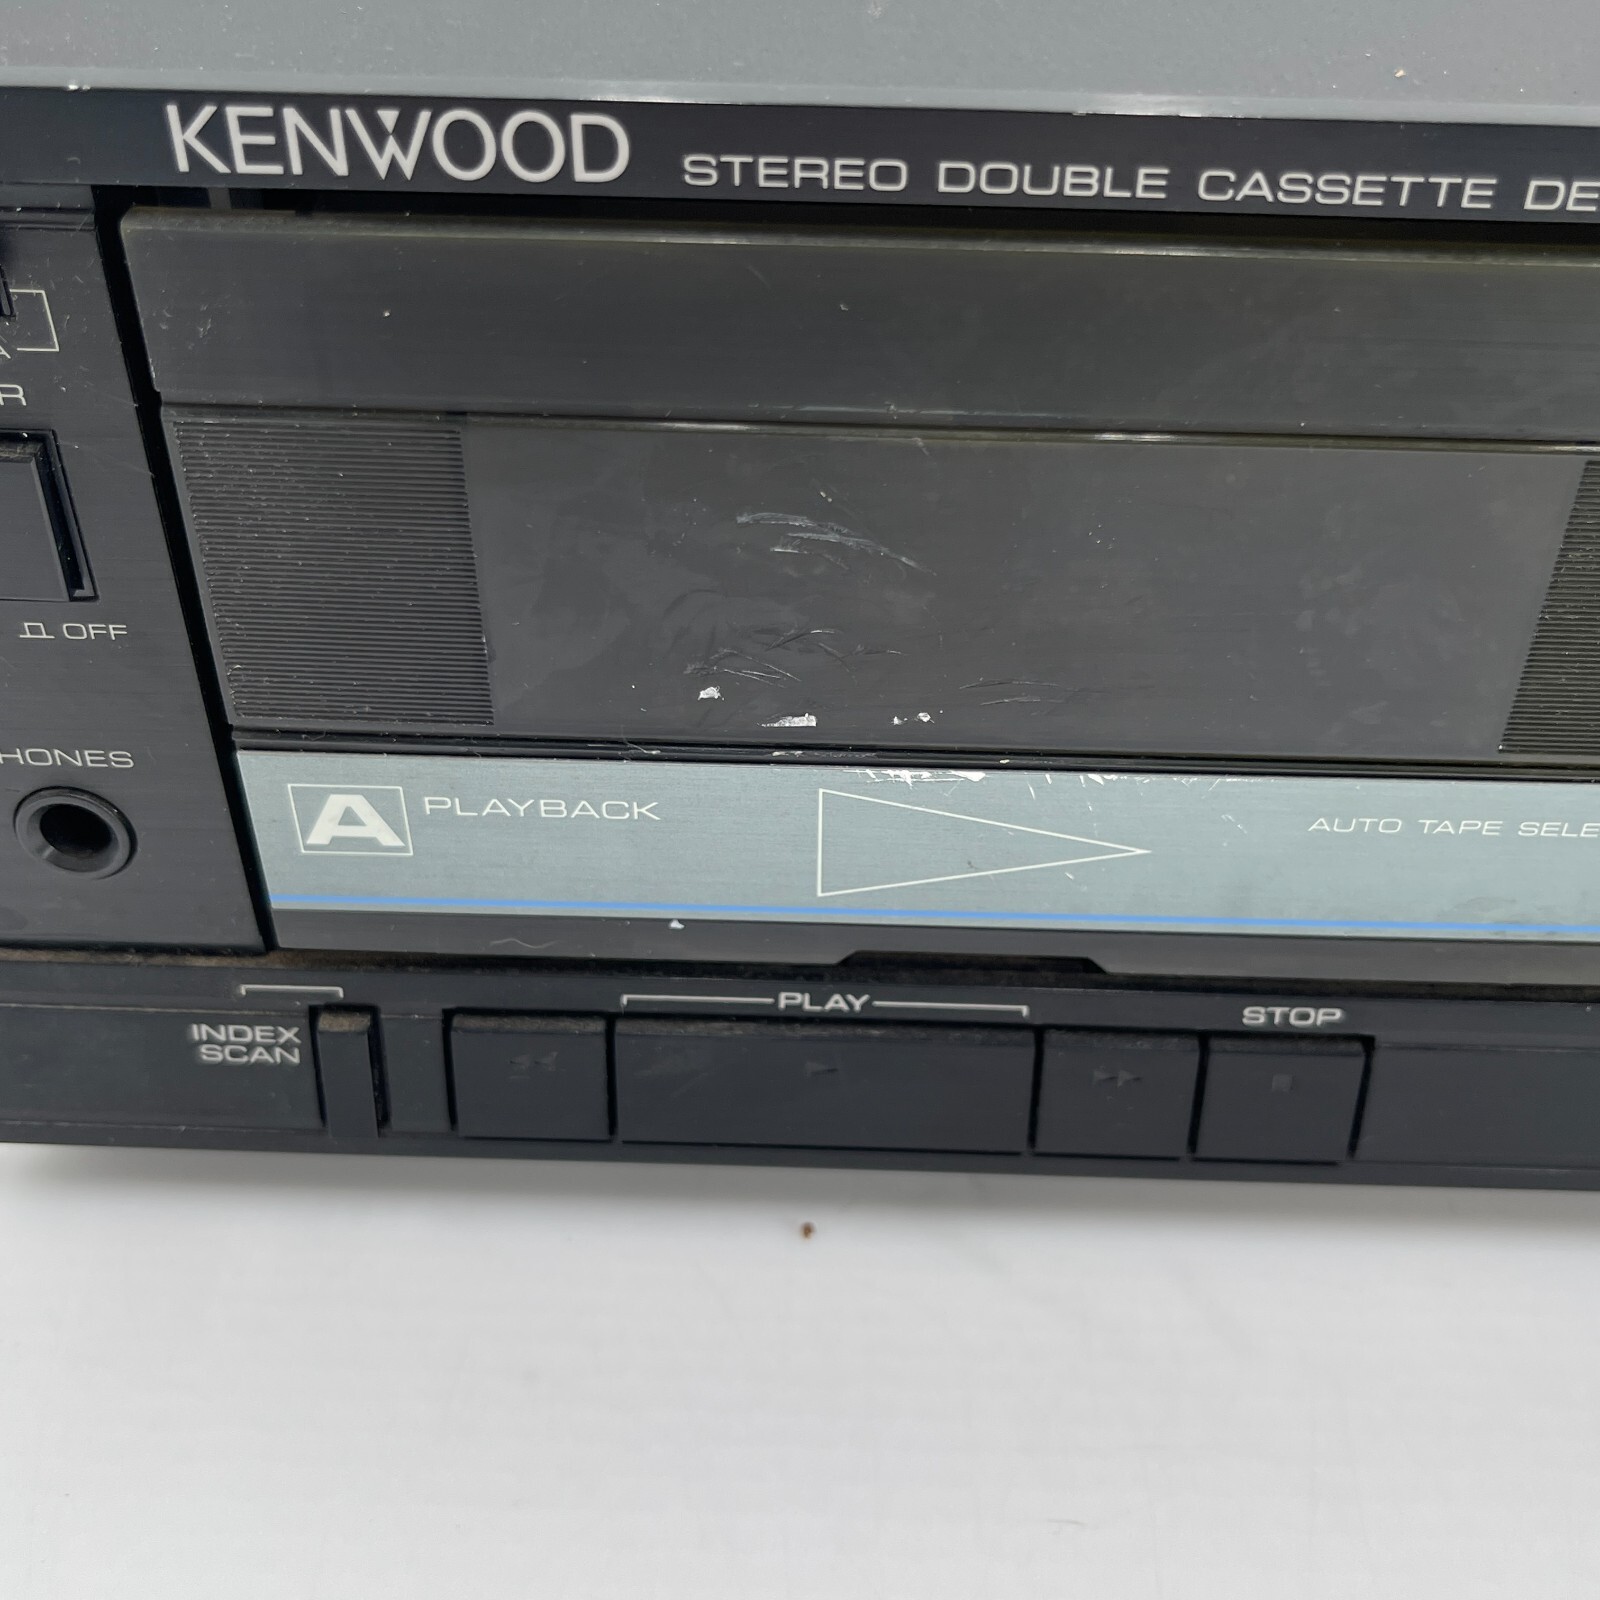 KENWOOD STEREO DOUBLE CASSETTE DE
R
OFF
HONES
A PLAYBACK
AUTO TAPE SELE
INDEX
SCAN
PLAY
STOP